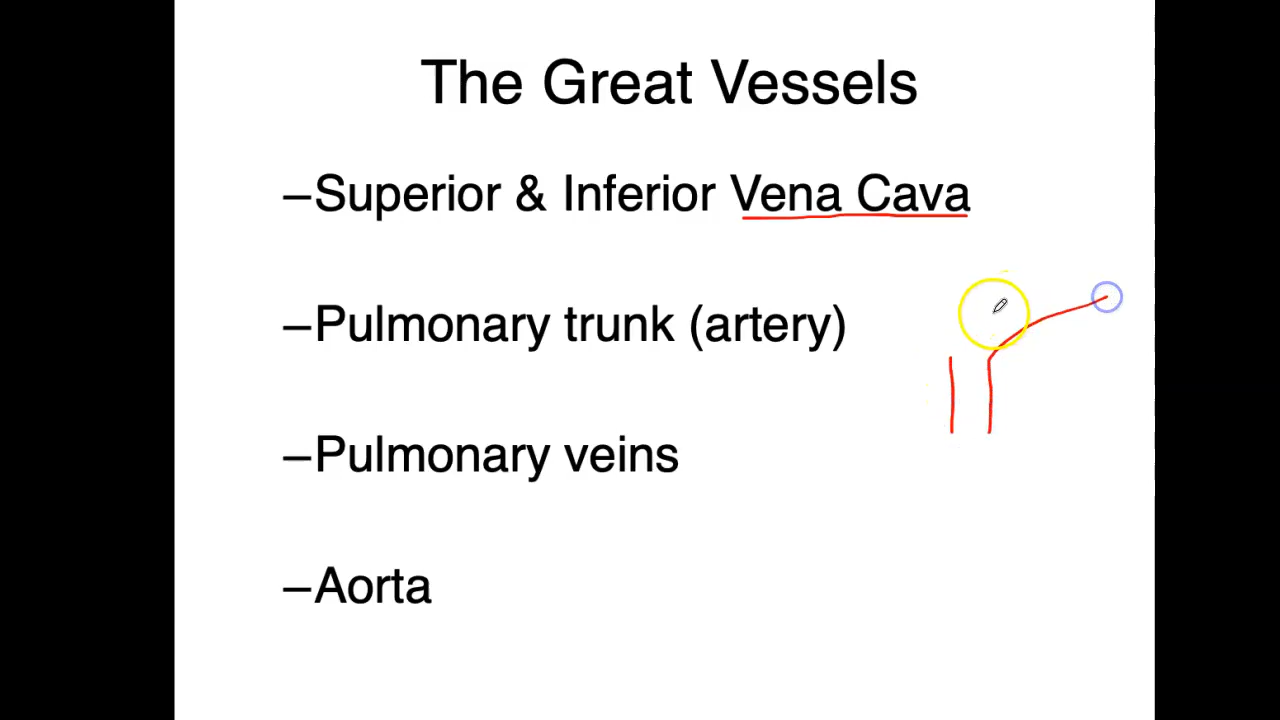 The Great Vessels
–Superior & Inferior Vena Cava
–Pulmonary trunk (artery)
–Pulmonary veins
–Aorta